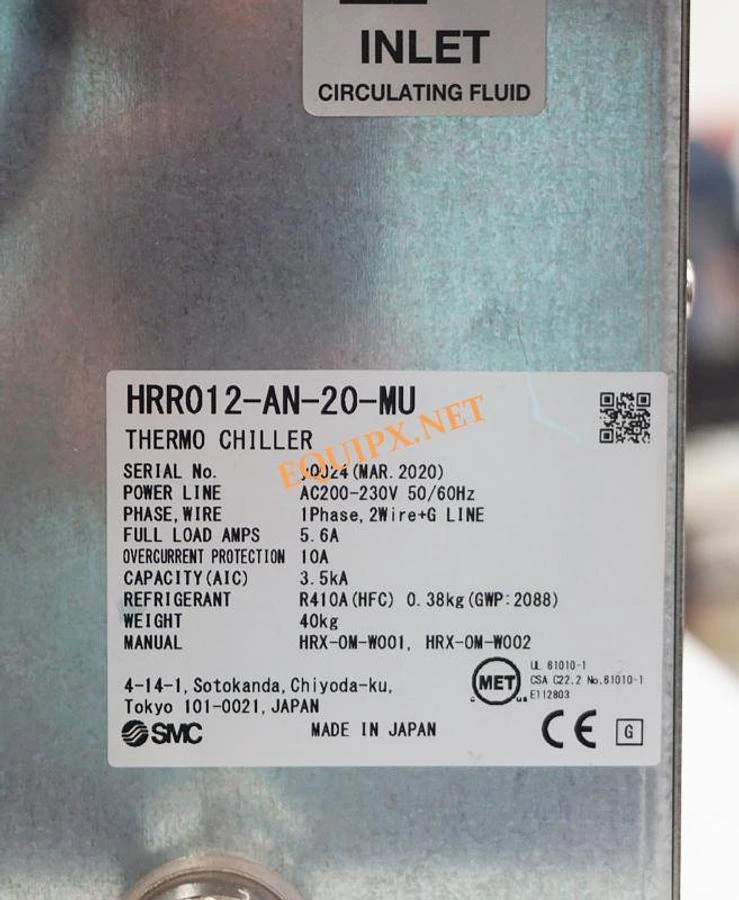 INLET
CIRCULATING FLUID
HRR012-AN-20-MU
THERMO CHILLER
EQUIPX.NET
SERIAL No. (MAR. 2020)
POWER LINE AC200-230V 50/60Hz
PHASE, WIRE 1Phase, 2Wire+G LINE
FULL LOAD AMPS 5.6A
OVERCURRENT PROTECTION 10A
CAPACITY(AIC) 3.5kA
REFRIGERANT R410A(HFC) 0.38kg(GWP:2088)
WEIGHT 40kg
MANUAL HRX-OM-W001, HRX-OM-W002
4-14-1, Sotokanda, Chiyoda-ku,
Tokyo 101-0021, JAPAN
SMC MADE IN JAPAN
C MET us
UL 61010-1
CSA C22.2 No.61010-1
E112803
CE G